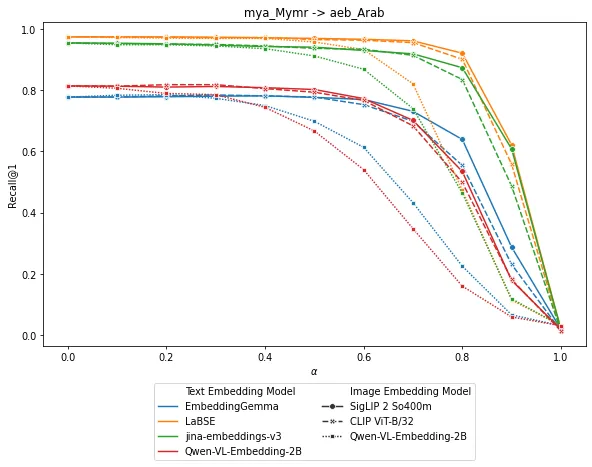 mya_Mymr -> aeb_Arab
Recall@1
1.0
0.8
0.6
0.4
0.2
0.0
0.0 0.2 0.4 0.6 0.8 1.0
α
Text Embedding Model
EmbeddingGemma
LaBSE
jina-embeddings-v3
Qwen-VL-Embedding-2B
Image Embedding Model
SigLIP 2 So400m
CLIP ViT-B/32
Qwen-VL-Embedding-2B